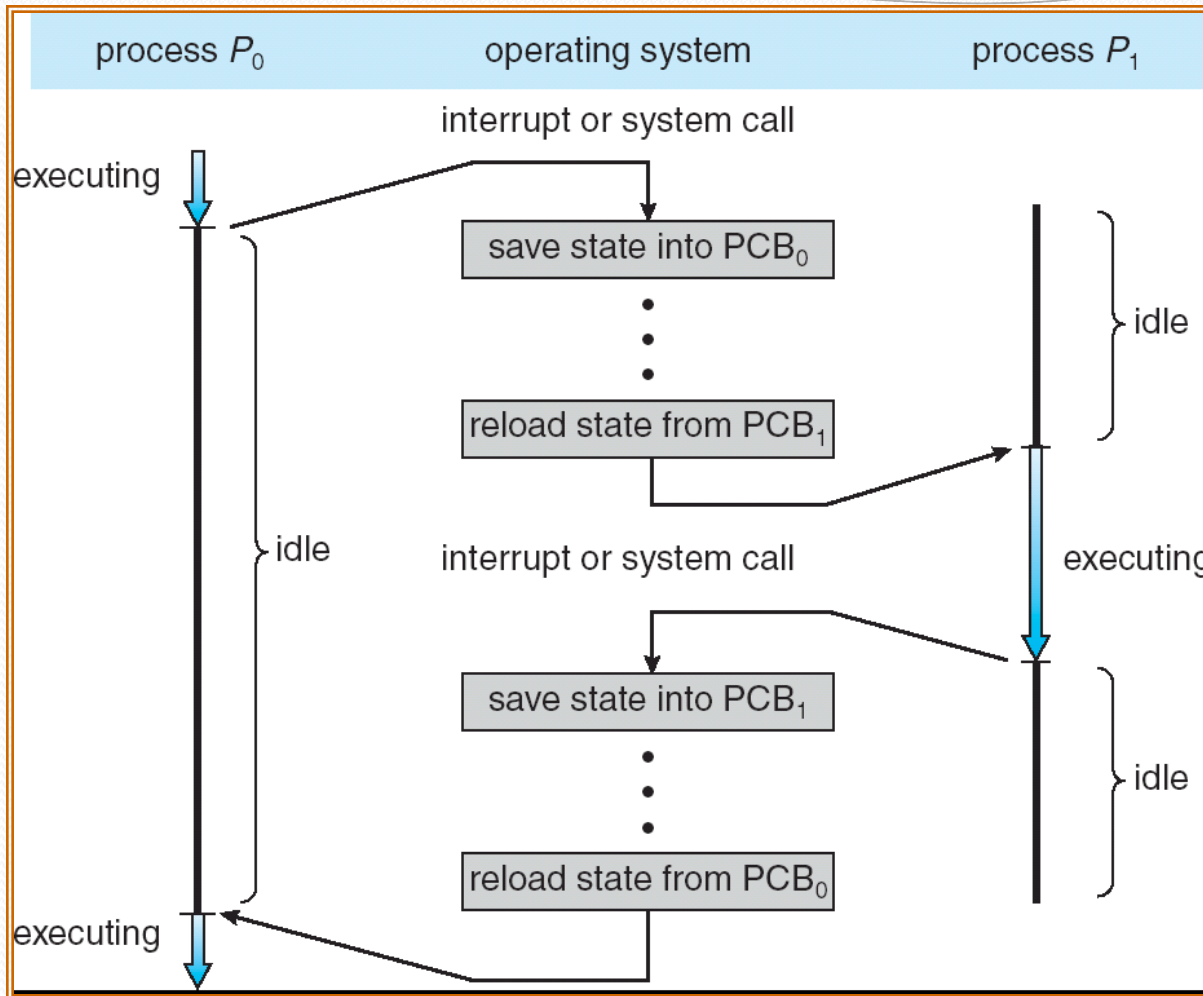 process P₀ operating system process P₁
interrupt or system call
executing
save state into PCB₀
idle
reload state from PCB₁
idle
interrupt or system call
executing
save state into PCB₁
idle
reload state from PCB₀
executing